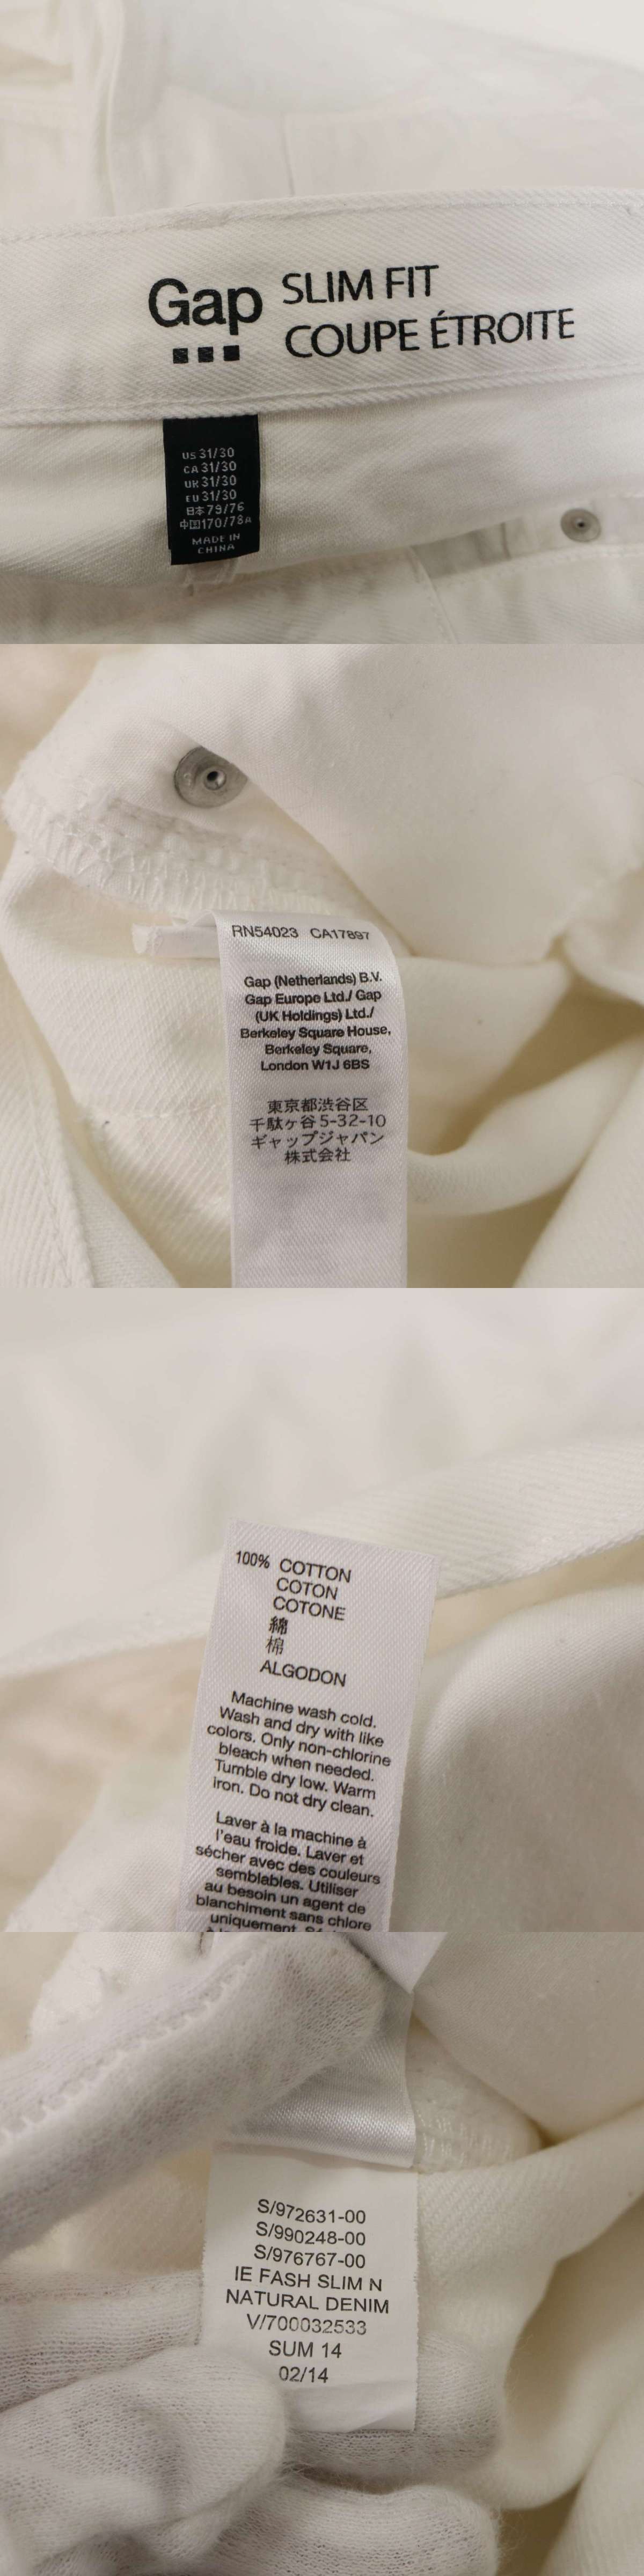 Gap SLIM FIT
COUPE ÉTROITE
US 31/30
CA 31/30
UK 31/30
EU 31/30
日本 79/76
中国 170/78A
MADE IN
CHINA
RN54023 CA17897
Gap (Netherlands) B.V.
Gap Europe Ltd./ Gap
(UK Holdings) Ltd./
Berkeley Square House,
Berkeley Square,
London W1J 6BS
東京都渋谷区
千駄ヶ谷5-32-10
ギャップジャパン
株式会社
100% COTTON
COTON
COTONE
綿
棉
ALGODON
Machine wash cold.
Wash and dry with like
colors. Only non-chlorine
bleach when needed.
Tumble dry low. Warm
iron. Do not dry clean.
Laver à la machine à
l'eau froide. Laver et
sécher avec des couleurs
semblables. Utiliser
au besoin un agent de
blanchiment sans chlore
uniquement.
S/972631-00
S/990248-00
S/976767-00
IE FASH SLIM N
NATURAL DENIM
V/700032533
SUM 14
02/14